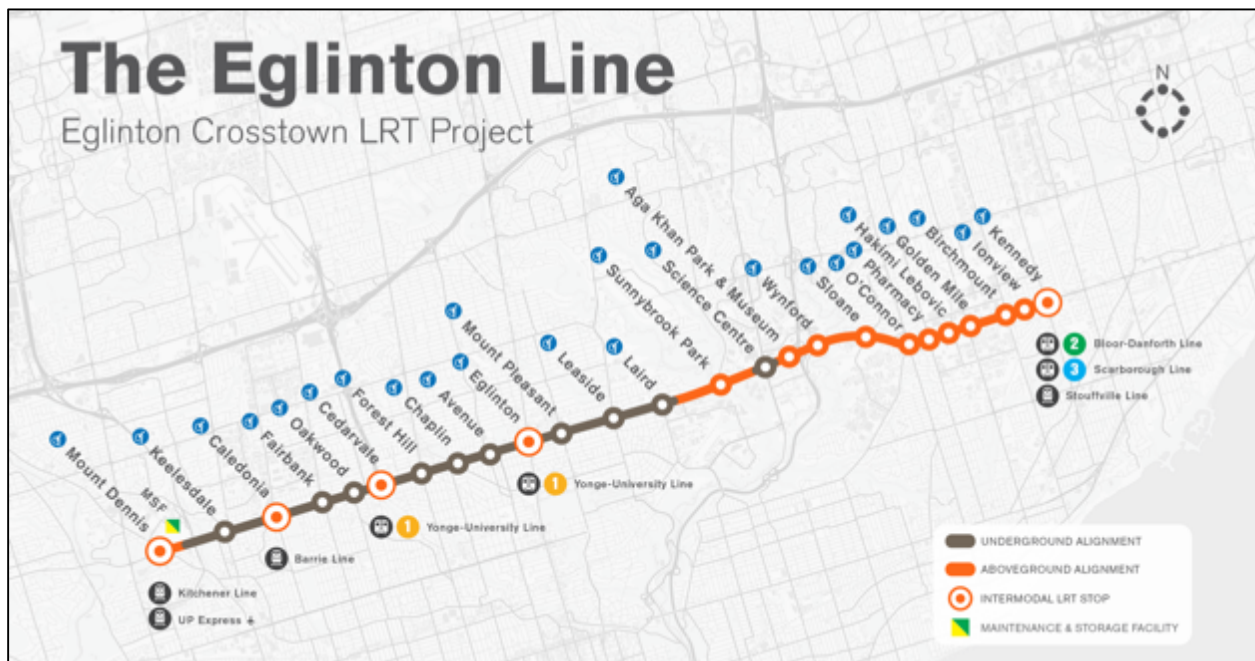 The Eglinton Line
Eglinton Crosstown LRT Project
N
Mount Dennis
MSF
Keelesdale
Caledonia
Fairbank
Oakwood
Cedarvale
Forest Hill
Chaplin
Avenue
Eglinton
Mount Pleasant
Leaside
Laird
Sunnybrook Park
Science Centre
Aga Khan Park & Museum
Wynford
Sloane
O'Connor
Pharmacy
Hakimi Lebovic
Golden Mile
Birchmount
Ionview
Kennedy
2 Bloor-Danforth Line
3 Scarborough Line
Stouffville Line
1 Yonge-University Line
1 Yonge-University Line
Barrie Line
Kitchener Line
UP Express
UNDERGROUND ALIGNMENT
ABOVEGROUND ALIGNMENT
INTERMODAL LRT STOP
MAINTENANCE & STORAGE FACILITY